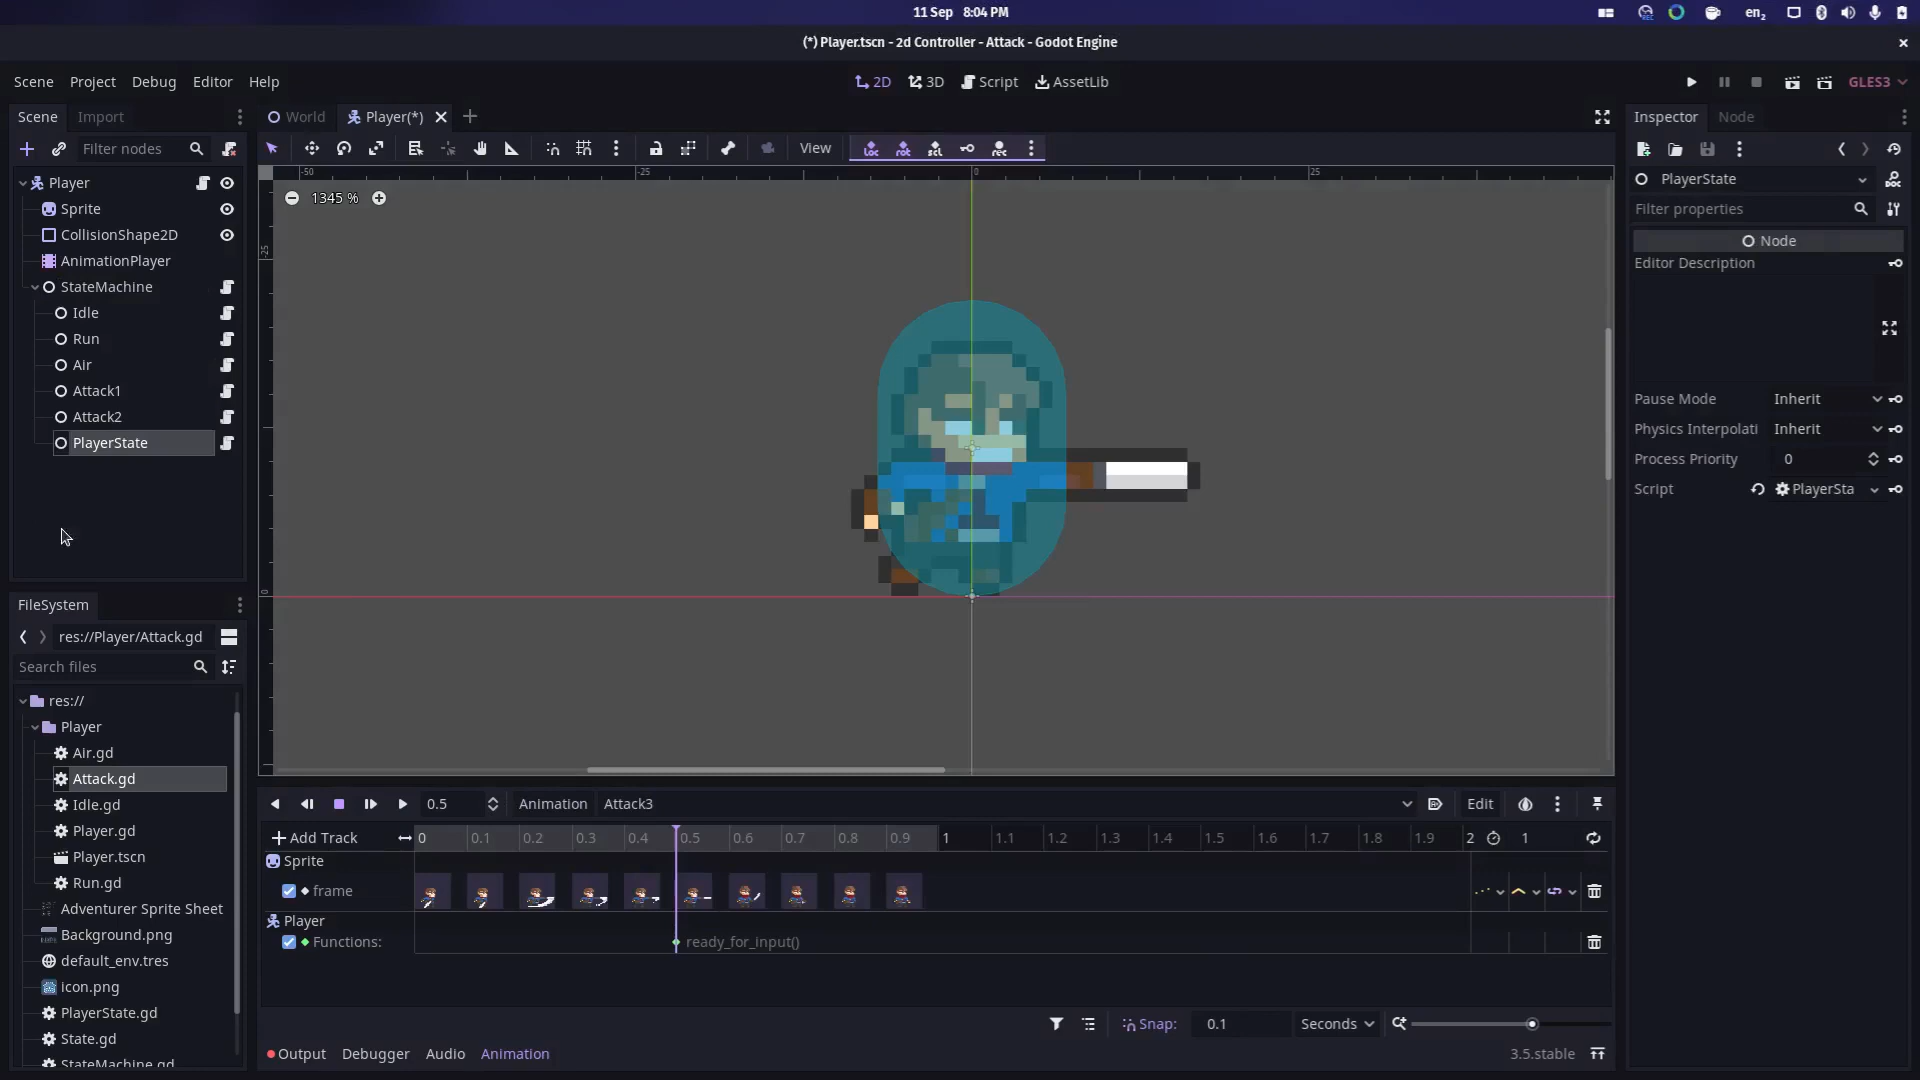 11 Sep 8:04 PM
en₂
(*) Player.tscn - 2d Controller - Attack - Godot Engine
Scene Project Debug Editor Help
2D 3D Script AssetLib
GLES3
Scene Import
World Player(*)
Inspector Node
Filter nodes
View
Player
PlayerState
Sprite
1345 %
Filter properties
CollisionShape2D
Node
AnimationPlayer
Editor Description
StateMachine
Idle
Run
Air
Attack1
Pause Mode Inherit
Attack2
Physics Interpolati Inherit
PlayerState
Process Priority 0
Script PlayerSta
-50 -25 0 25
-25
0
FileSystem
res://Player/Attack.gd
Search files
res://
Player
Air.gd
Attack.gd
Idle.gd
Player.gd
Player.tscn
Run.gd
Adventurer Sprite Sheet
Background.png
default_env.tres
icon.png
PlayerState.gd
State.gd
StateMachine.gd
0.5 Animation Attack3 Edit
Add Track 0 0.1 0.2 0.3 0.4 0.5 0.6 0.7 0.8 0.9 1 1.1 1.2 1.3 1.4 1.5 1.6 1.7 1.8 1.9 2 1
Sprite
frame
Player
Functions: ready_for_input()
Snap: 0.1 Seconds
Output Debugger Audio Animation 3.5.stable